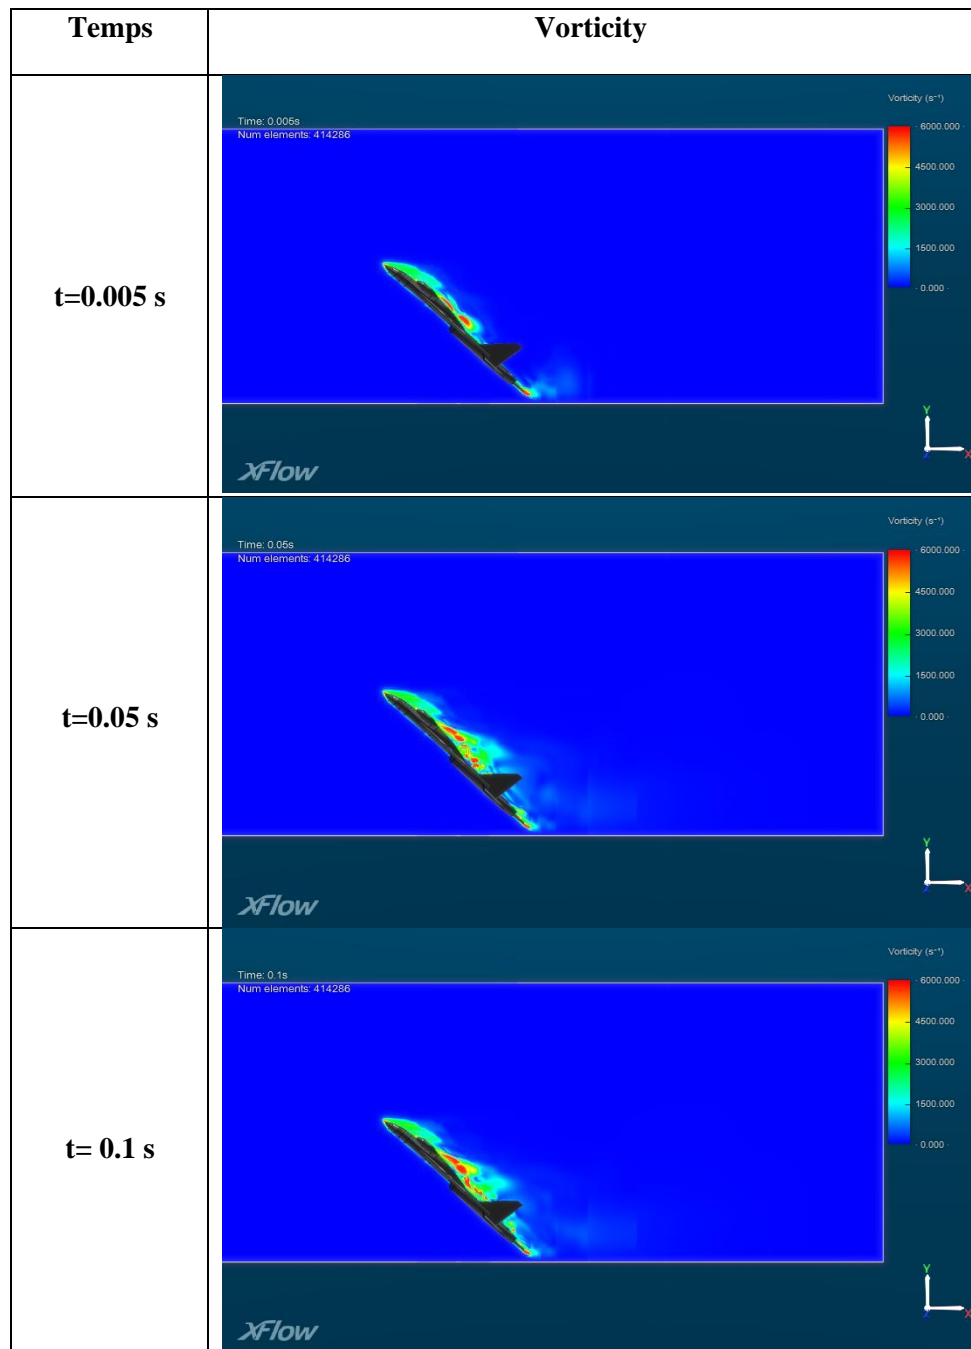 Temps Vorticity
t=0.005 s
Time: 0.005s
Num elements: 414286
Vorticity (s⁻¹)
6000.000
4500.000
3000.000
1500.000
0.000
Y
X
Z
XFlow
t=0.05 s
Time: 0.05s
Num elements: 414286
Vorticity (s⁻¹)
6000.000
4500.000
3000.000
1500.000
0.000
Y
X
Z
XFlow
t= 0.1 s
Time: 0.1s
Num elements: 414286
Vorticity (s⁻¹)
6000.000
4500.000
3000.000
1500.000
0.000
Y
X
Z
XFlow